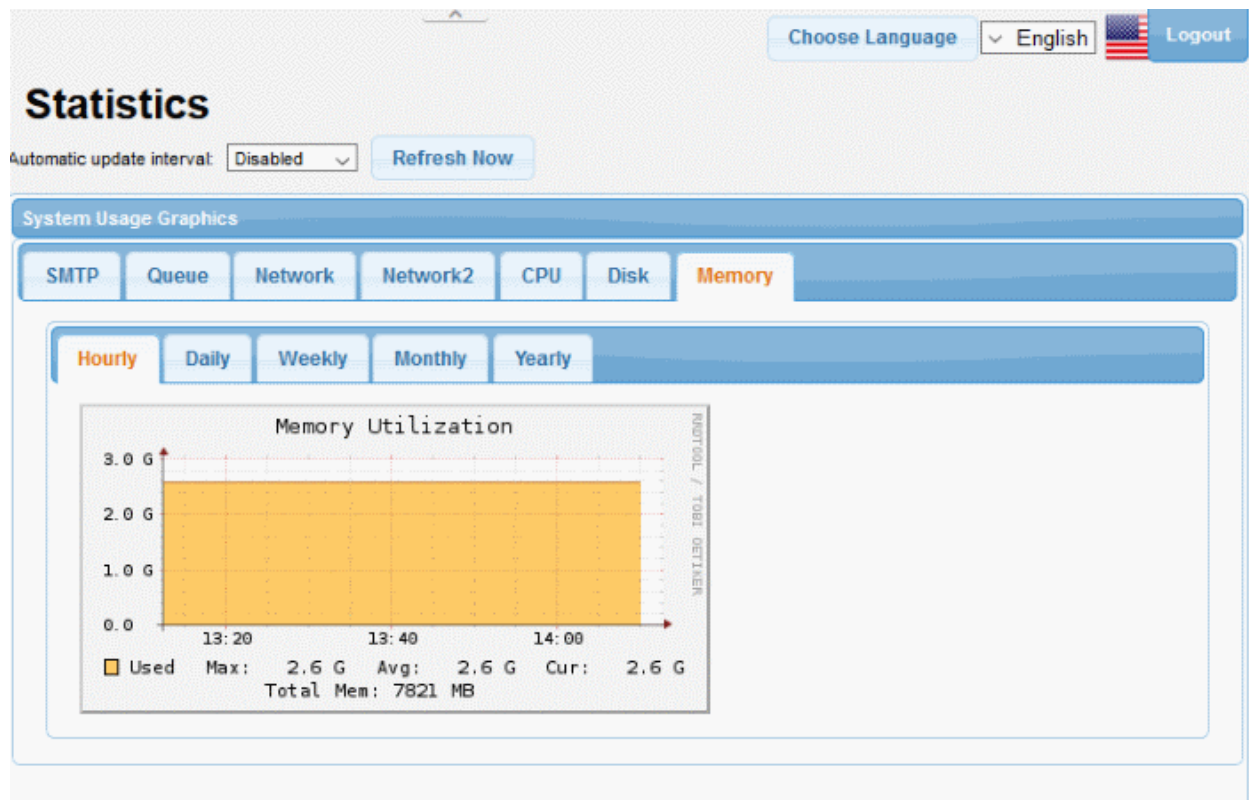 Choose Language English Logout
Statistics
Automatic update interval: Disabled Refresh Now
System Usage Graphics
SMTP Queue Network Network2 CPU Disk Memory
Hourly Daily Weekly Monthly Yearly
Memory Utilization
RRDTOOL / TOBI OETIKER
3.0 G
2.0 G
1.0 G
0.0
13:20 13:40 14:00
Used Max: 2.6 G Avg: 2.6 G Cur: 2.6 G
Total Mem: 7821 MB